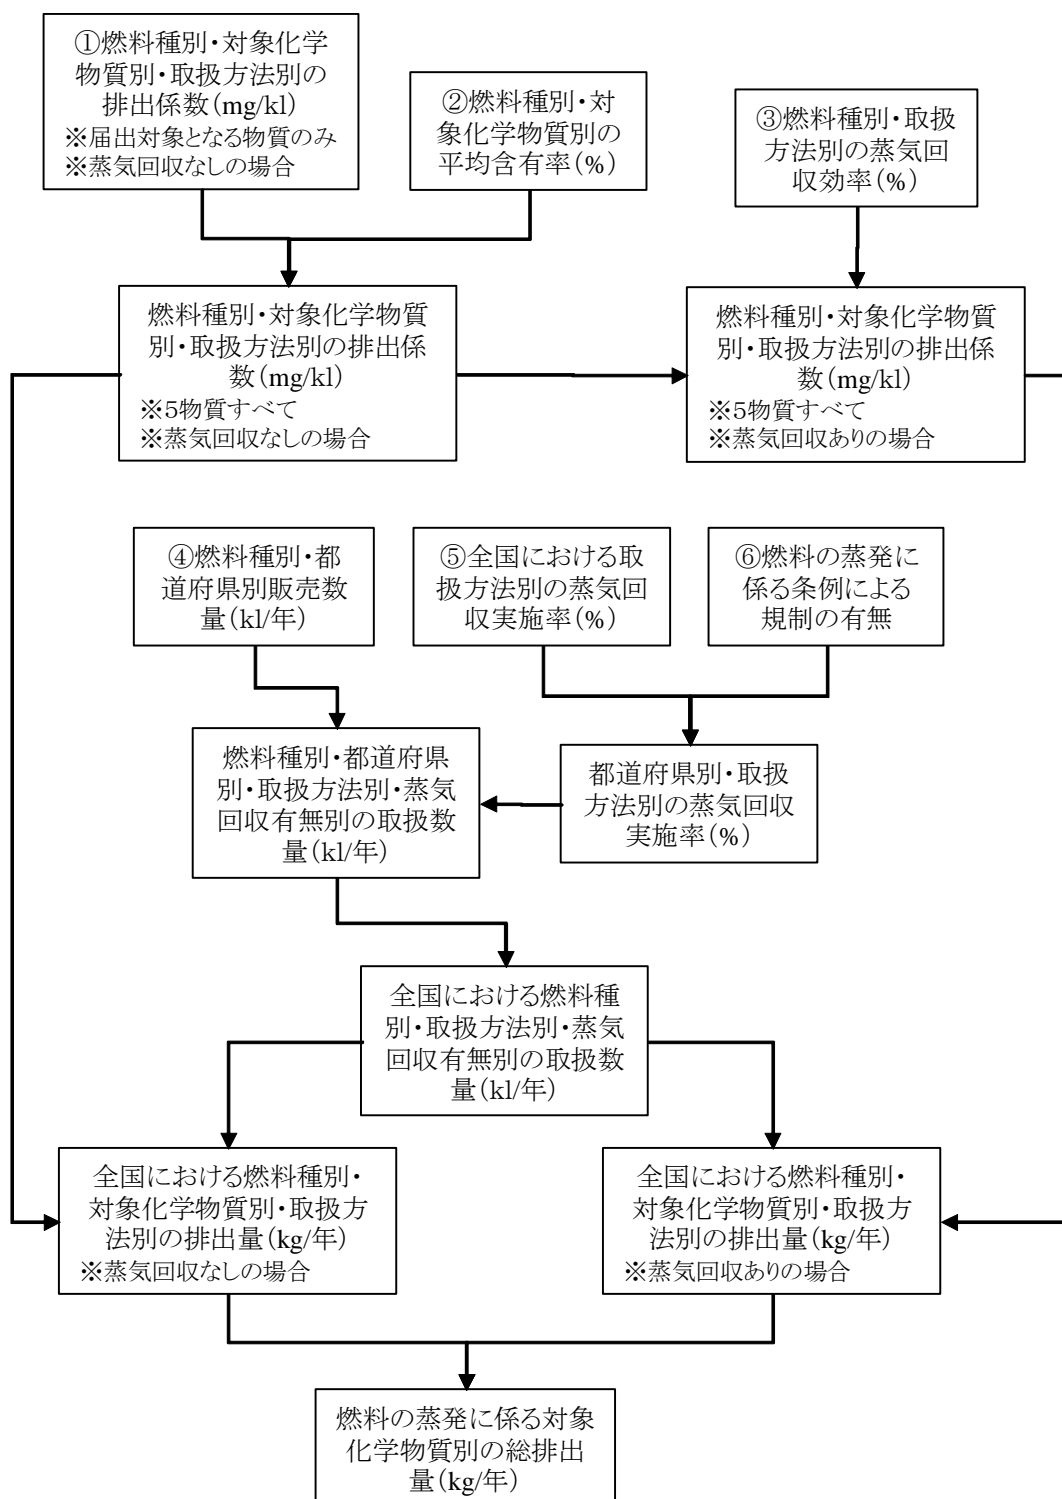 ①燃料種別・対象化学
物質別・取扱方法別の
排出係数(mg/kl)
※届出対象となる物質のみ
※蒸気回収なしの場合
②燃料種別・対
象化学物質別の
平均含有率(%)
③燃料種別・取扱
方法別の蒸気回
収効率(%)
燃料種別・対象化学物質
別・取扱方法別の排出係
数(mg/kl)
※5物質すべて
※蒸気回収なしの場合
燃料種別・対象化学物質
別・取扱方法別の排出係
数(mg/kl)
※5物質すべて
※蒸気回収ありの場合
④燃料種別・都
道府県別販売数
量(kl/年)
⑤全国における取
扱方法別の蒸気回
収実施率(%)
⑥燃料の蒸発に
係る条例による
規制の有無
燃料種別・都道府県
別・取扱方法別・蒸気
回収有無別の取扱数
量(kl/年)
都道府県別・取扱
方法別の蒸気回収
実施率(%)
全国における燃料種
別・取扱方法別・蒸気
回収有無別の取扱数
量(kl/年)
全国における燃料種別・
対象化学物質別・取扱方
法別の排出量(kg/年)
※蒸気回収なしの場合
全国における燃料種別・
対象化学物質別・取扱方
法別の排出量(kg/年)
※蒸気回収ありの場合
燃料の蒸発に係る対象
化学物質別の総排出
量(kg/年)